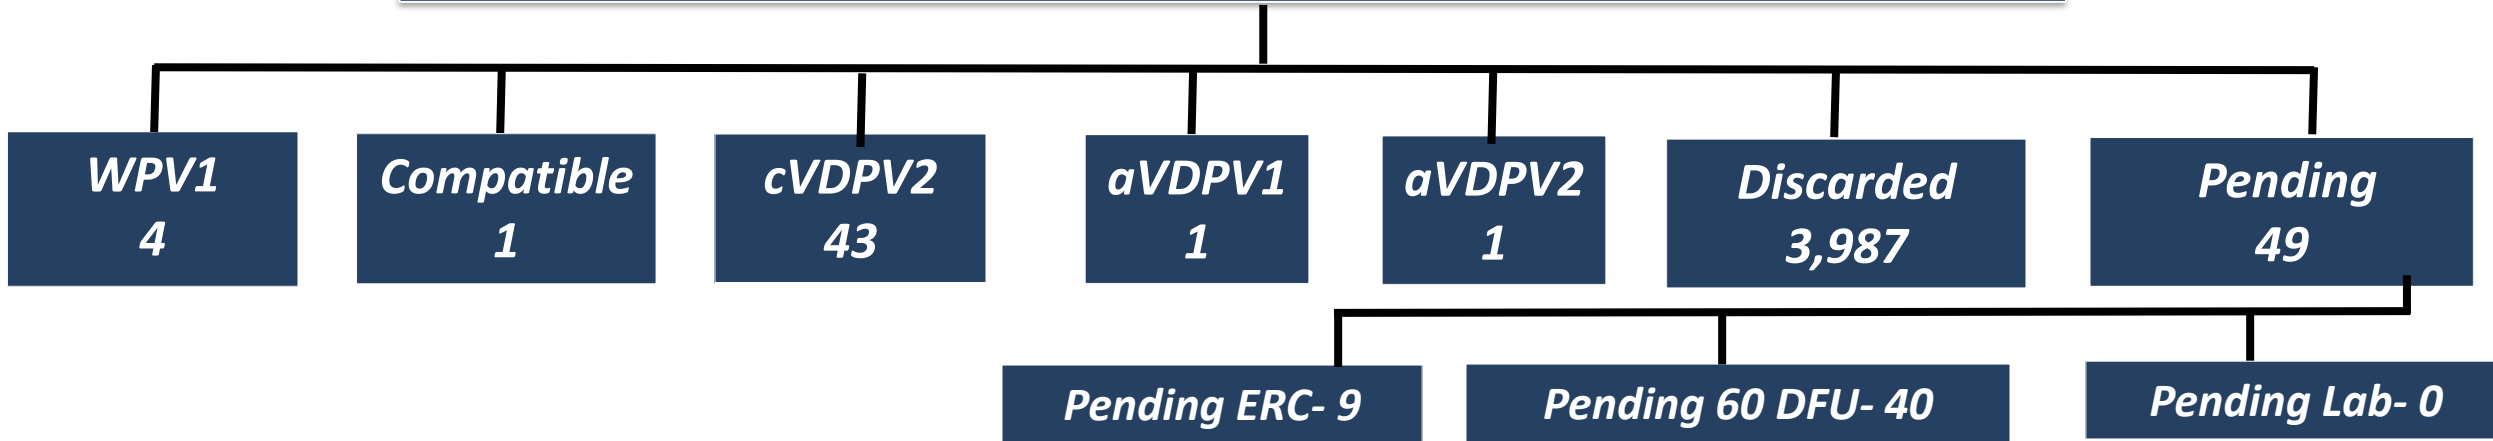 WPV1
4
Compatible
1
cVDPV2
43
aVDPV1
1
aVDPV2
1
Discarded
3,987
Pending
49
Pending ERC- 9
Pending 60 DFU- 40
Pending Lab- 0